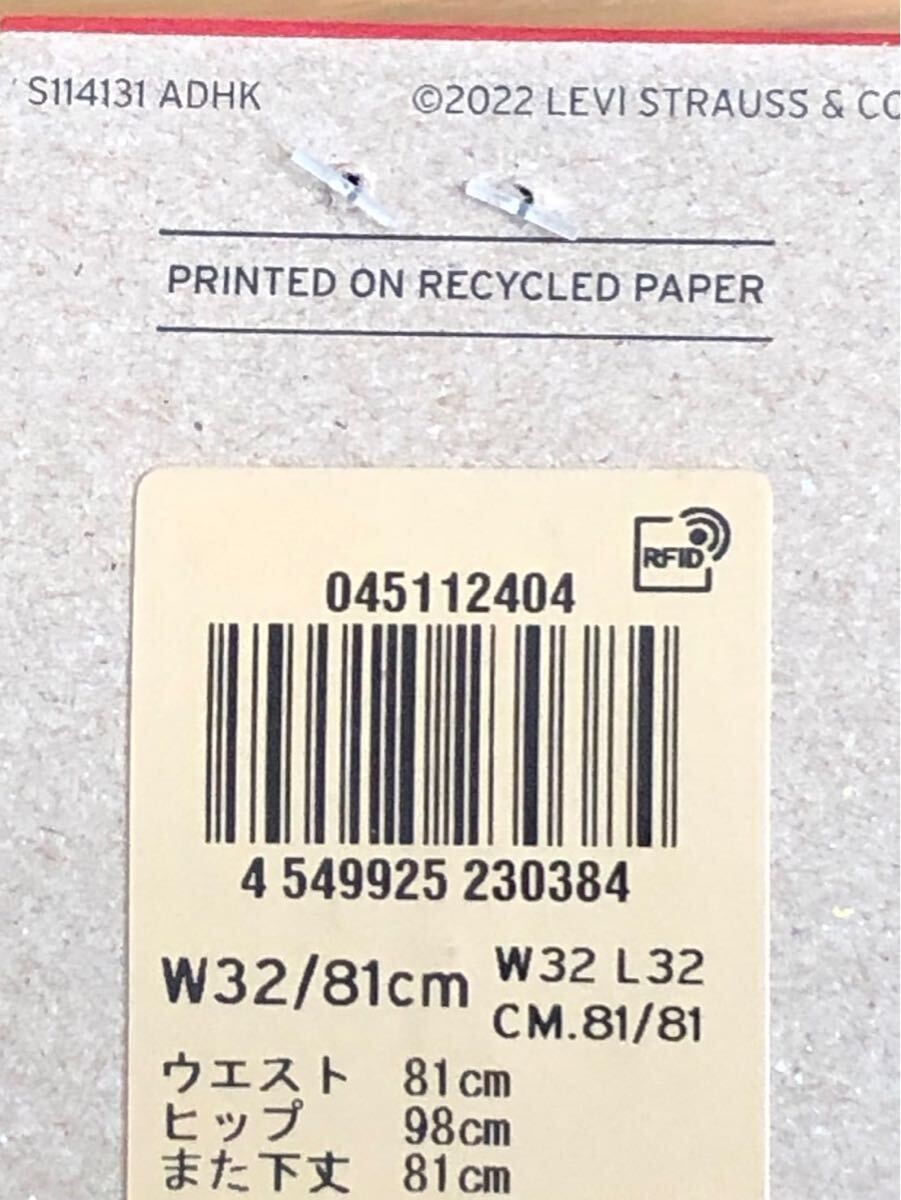 S114131 ADHK
©2022 LEVI STRAUSS & CO
PRINTED ON RECYCLED PAPER
RFID
045112404
4 549925 230384
W32/81cm
W32 L32
CM.81/81
ウエスト 81cm
ヒップ 98cm
また下丈 81cm